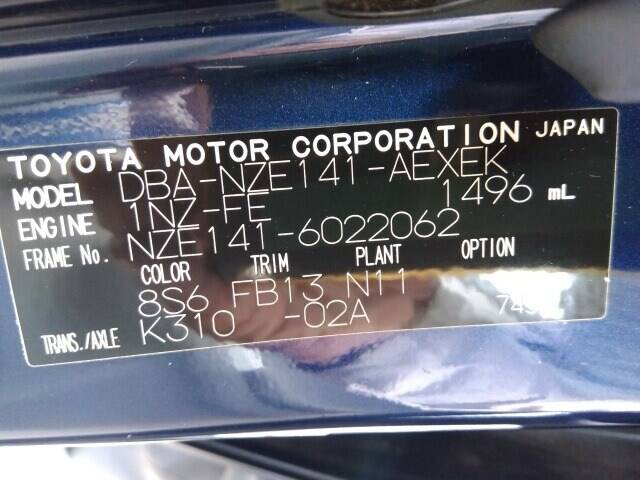 TOYOTA MOTOR CORPORATION JAPAN
MODEL DBA-NZE141-AEXEK
ENGINE 1NZ-FE 1496 mL
FRAME No. NZE141-6022062
COLOR TRIM PLANT OPTION
8S6 FB13 N11
TRANS./AXLE K310 -02A